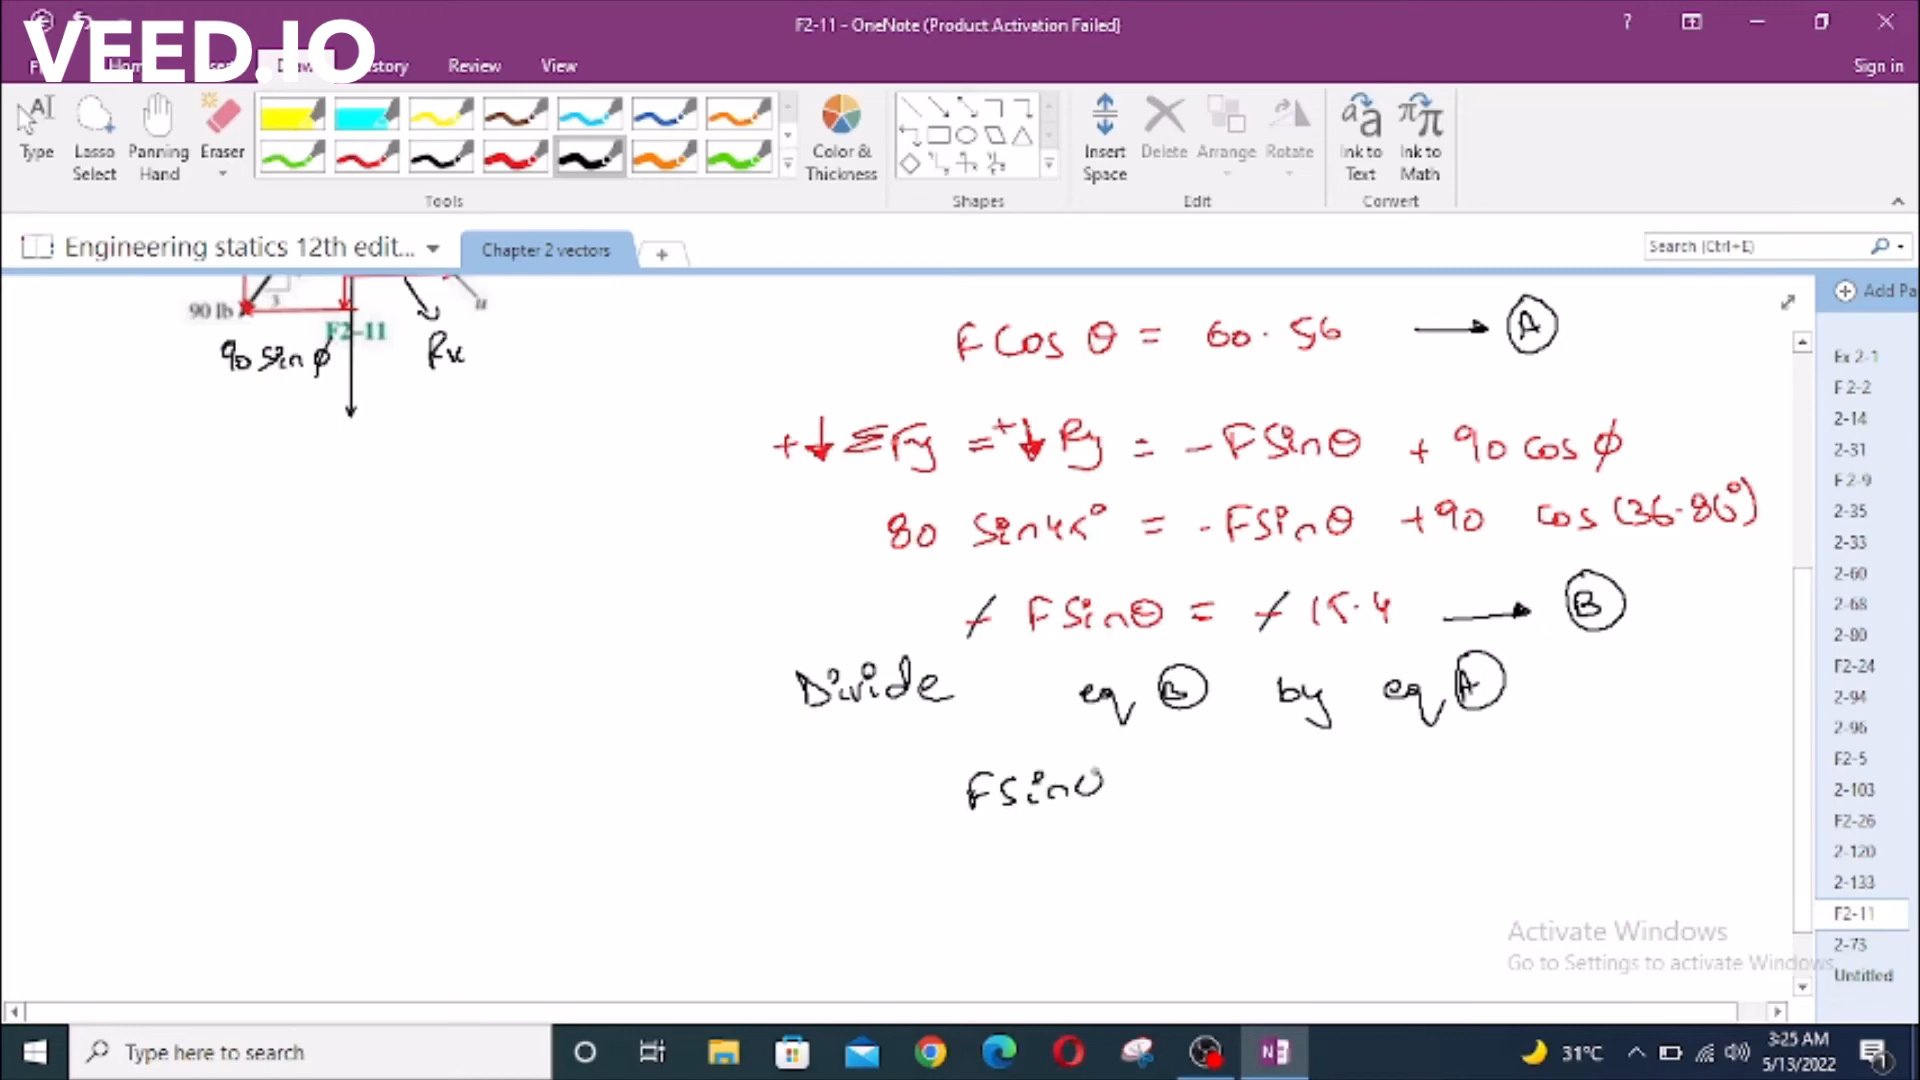 F2-11 - OneNote (Product Activation Failed)
VEED.IO
History Review View
Sign in
Type Lasso Select Panning Hand Eraser
Color & Thickness
Insert Space Delete Arrange Rotate Ink to Text Ink to Math
Tools Shapes Edit Convert
Engineering statics 12th edit... Chapter 2 vectors +
Search (Ctrl+E)
Add Pa
3 u
90 lb
F2-11
90 sin ϕ Rx
F Cos θ = 60.56 → A
+↓ ΣFy =+↓ Ry = -F Sinθ + 90 cos ϕ
80 sin45° = -FSinθ +90 cos (36.86°)
- FSinθ = -15.4 → B
Divide eq B by eq A
FSinθ
Ex 2-1
F 2-2
2-14
2-31
F 2-9
2-35
2-33
2-60
2-68
2-80
F2-24
2-94
2-96
F2-5
2-103
F2-26
2-120
2-133
F2-11
2-73
Untitled
Activate Windows
Go to Settings to activate Windows.
Type here to search
N
31°C
3:25 AM
5/13/2022
1